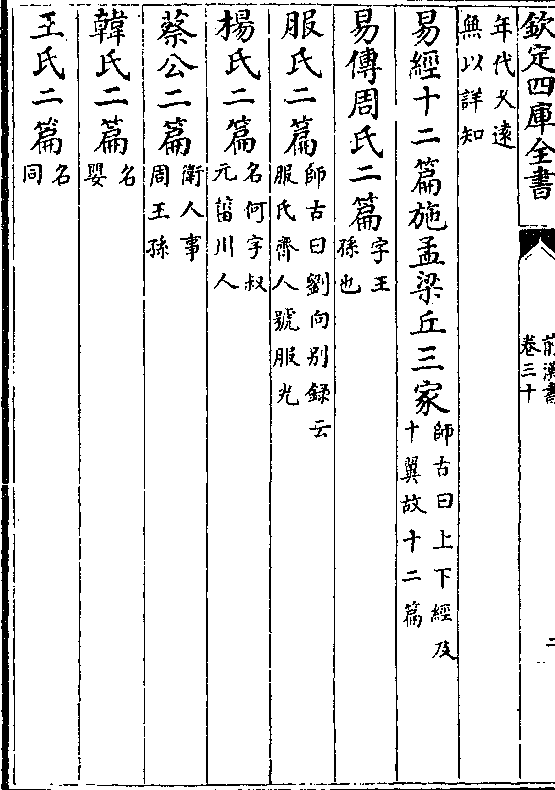 欽定四庫全書
前漢書
卷三十
二
年代久遠
無以詳知
易經十二篇施孟梁丘三家師古曰上下經及
十翼故十二篇
易傳周氏二篇字王
孫也
服氏二篇師古曰劉向别録云
服氏齊人號服光
楊氏二篇名何字叔
元菑川人
蔡公二篇衛人事
周王孫
韓氏二篇名
嬰
王氏二篇名
同